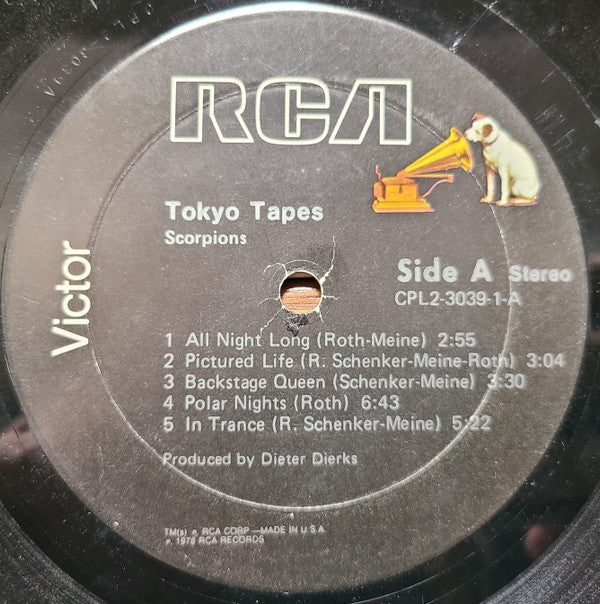 RCA
Victor
Tokyo Tapes
Scorpions
Side A Stereo
CPL2-3039-1-A
1 All Night Long (Roth-Meine) 2:55
2 Pictured Life (R. Schenker-Meine-Roth) 3:04
3 Backstage Queen (Schenker-Meine) 3:30
4 Polar Nights (Roth) 6:43
5 In Trance (R. Schenker-Meine) 5:22
Produced by Dieter Dierks
TM(s) ® RCA CORP.—MADE IN U.S.A.
℗ 1978 RCA RECORDS